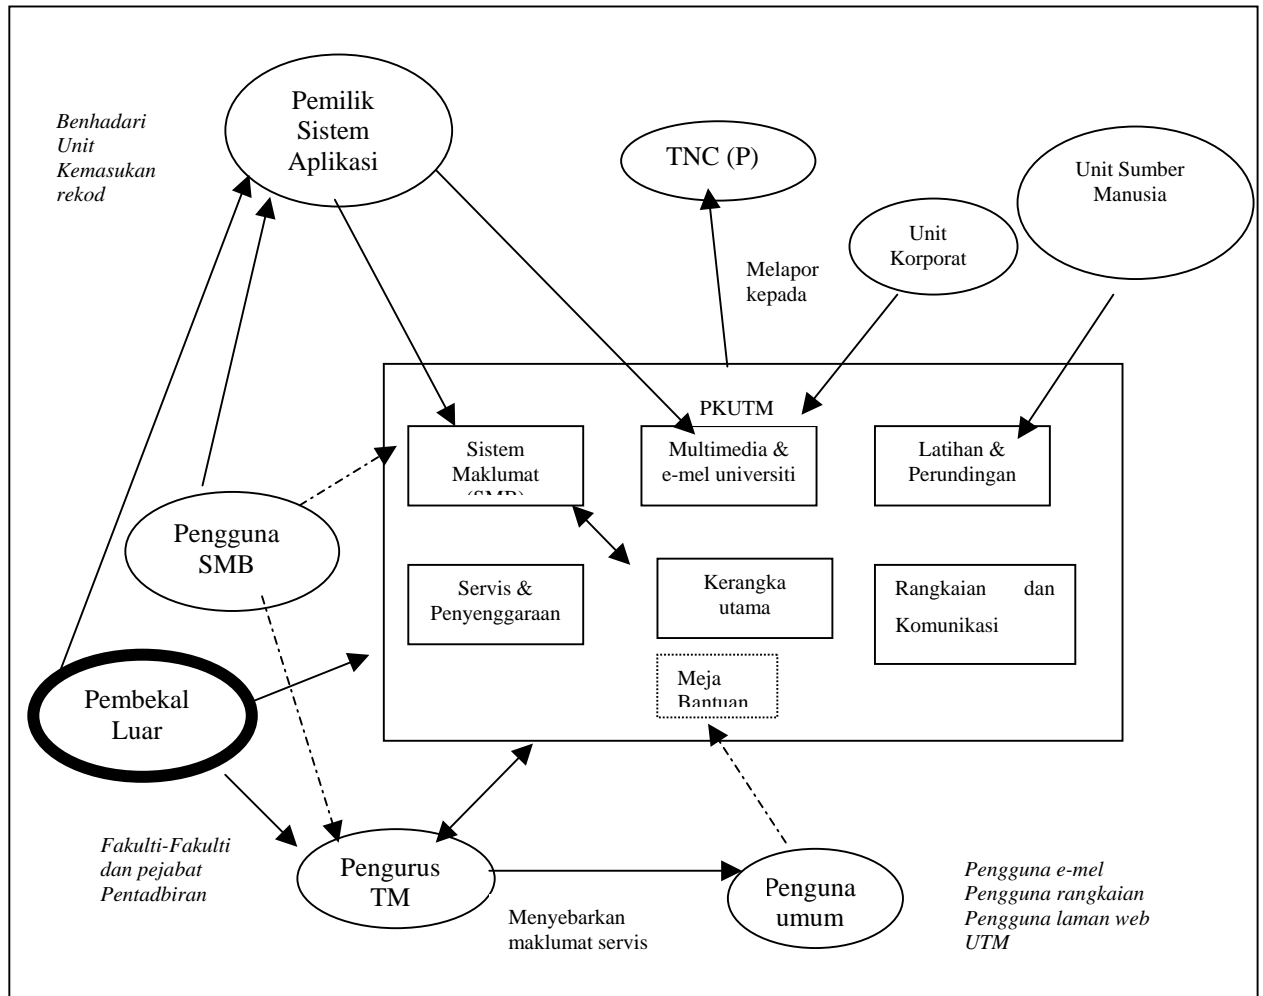 Pemilik
Sistem
Aplikasi
Benhadari
Unit
Kemasukan
rekod
TNC (P)
Unit Sumber
Manusia
Unit
Korporat
Melapor
kepada
PKUTM
Sistem
Maklumat
(SMB)
Multimedia &
e-mel universiti
Latihan &
Perundingan
Pengguna
SMB
Servis &
Penyenggaraan
Kerangka
utama
Rangkaian dan
Komunikasi
Meja
Bantuan
Pembekal
Luar
Fakulti-Fakulti
dan pejabat
Pentadbiran
Pengurus
TM
Menyebarkan
maklumat servis
Penguna
umum
Pengguna e-mel
Pengguna rangkaian
Pengguna laman web
UTM